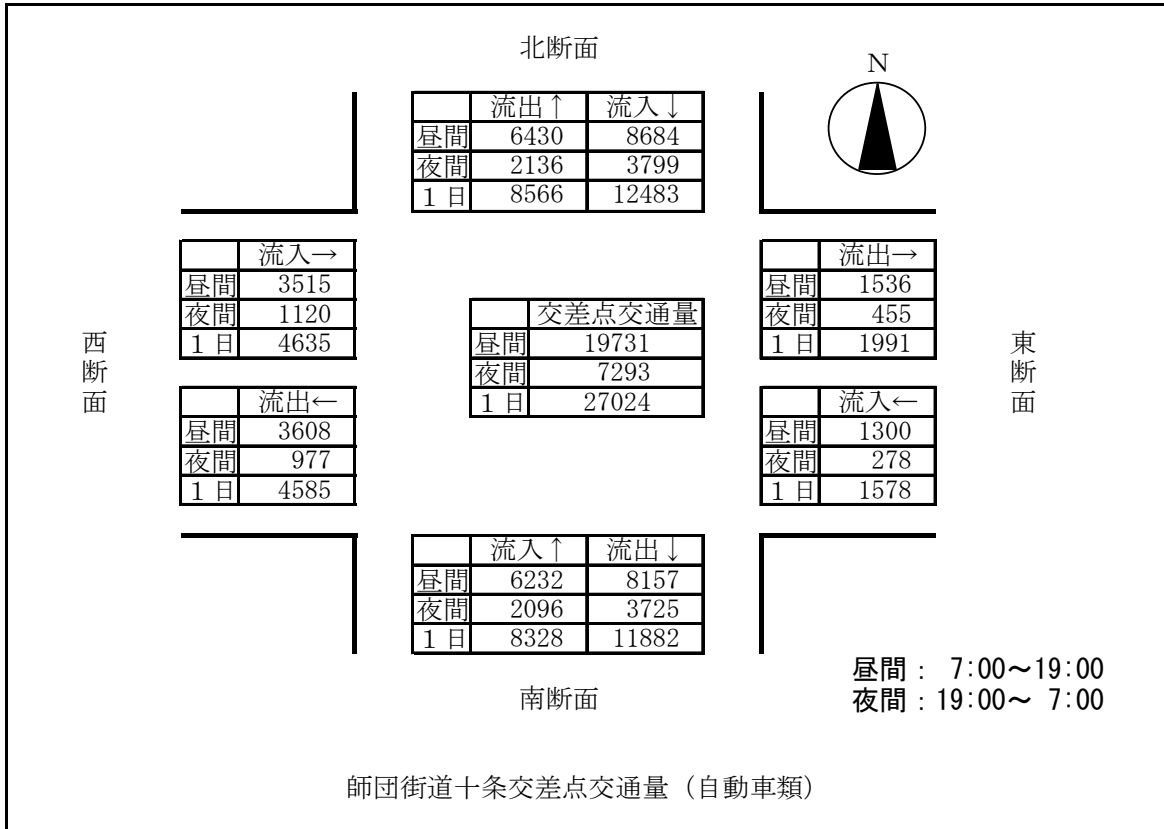 北断面
N
流出↑ 流入↓
昼間 6430 8684
夜間 2136 3799
1日 8566 12483
流入→
昼間 3515
夜間 1120
1日 4635
流出→
昼間 1536
夜間 455
1日 1991
交差点交通量
昼間 19731
夜間 7293
1日 27024
西断面
東断面
流出←
昼間 3608
夜間 977
1日 4585
流入←
昼間 1300
夜間 278
1日 1578
流入↑ 流出↓
昼間 6232 8157
夜間 2096 3725
1日 8328 11882
南断面
昼間: 7:00~19:00
夜間:19:00~ 7:00
師団街道十条交差点交通量(自動車類)